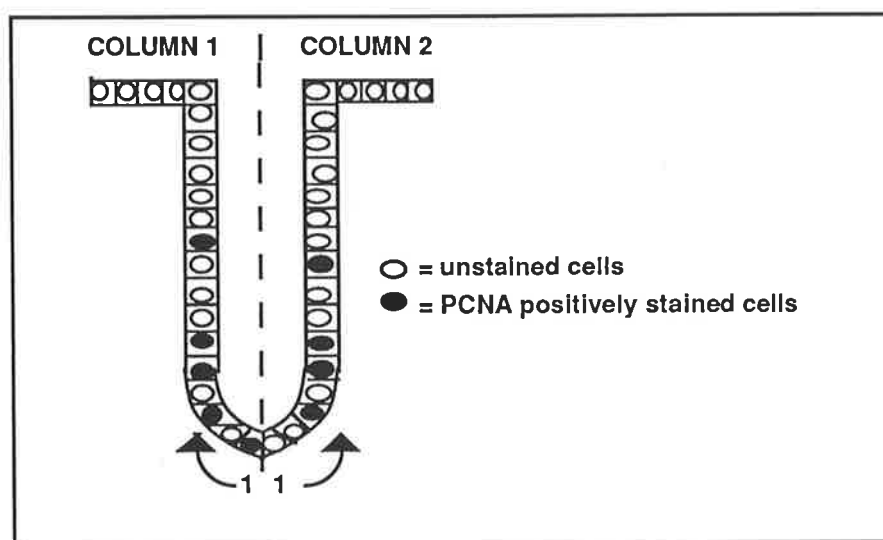 COLUMN 1 COLUMN 2
= unstained cells
= PCNA positively stained cells
1 1